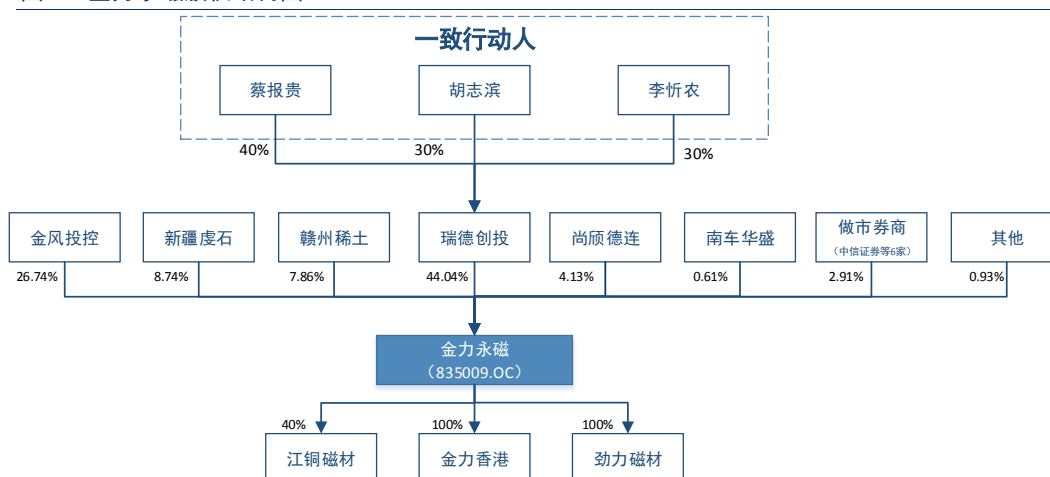 一致行动人
蔡报贵
胡志滨
李忻农
40%
30%
30%
金风投控
新疆虔石
赣州稀土
瑞德创投
尚颀德连
南车华盛
做市券商
（中信证券等6家）
其他
26.74%
8.74%
7.86%
44.04%
4.13%
0.61%
2.91%
0.93%
金力永磁
（835009.OC）
40%
100%
100%
江铜磁材
金力香港
劲力磁材